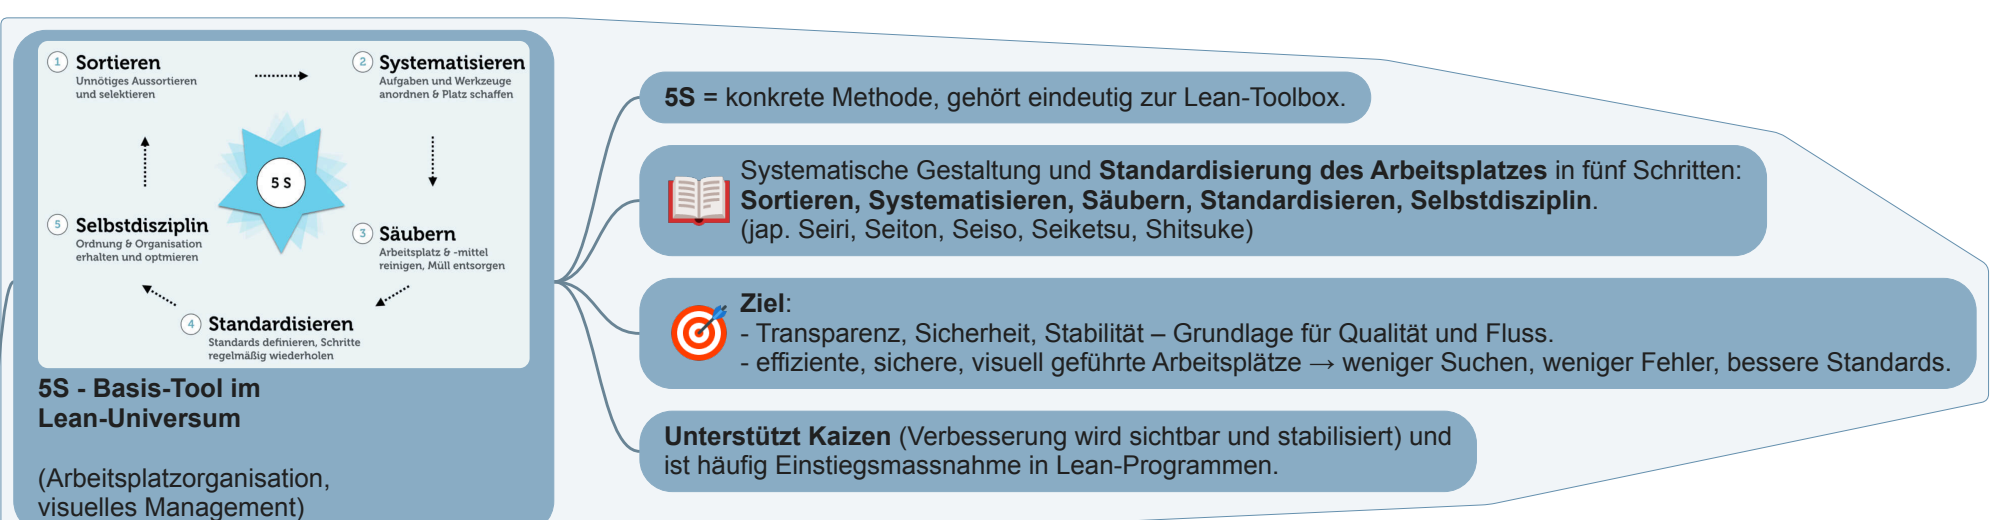 1 Sortieren
Unnötiges Aussortieren
und selektieren
2 Systematisieren
Aufgaben und Werkzeuge
anordnen & Platz schaffen
5 S
5 Selbstdisziplin
Ordnung & Organisation
erhalten und optmieren
3 Säubern
Arbeitsplatz & -mittel
reinigen, Müll entsorgen
4 Standardisieren
Standards definieren, Schritte
regelmäßig wiederholen
5S - Basis-Tool im
Lean-Universum
(Arbeitsplatzorganisation,
visuelles Management)
5S = konkrete Methode, gehört eindeutig zur Lean-Toolbox.
Systematische Gestaltung und Standardisierung des Arbeitsplatzes in fünf Schritten:
Sortieren, Systematisieren, Säubern, Standardisieren, Selbstdisziplin.
(jap. Seiri, Seiton, Seiso, Seiketsu, Shitsuke)
Ziel:
- Transparenz, Sicherheit, Stabilität – Grundlage für Qualität und Fluss.
- effiziente, sichere, visuell geführte Arbeitsplätze → weniger Suchen, weniger Fehler, bessere Standards.
Unterstützt Kaizen (Verbesserung wird sichtbar und stabilisiert) und
ist häufig Einstiegsmassnahme in Lean-Programmen.